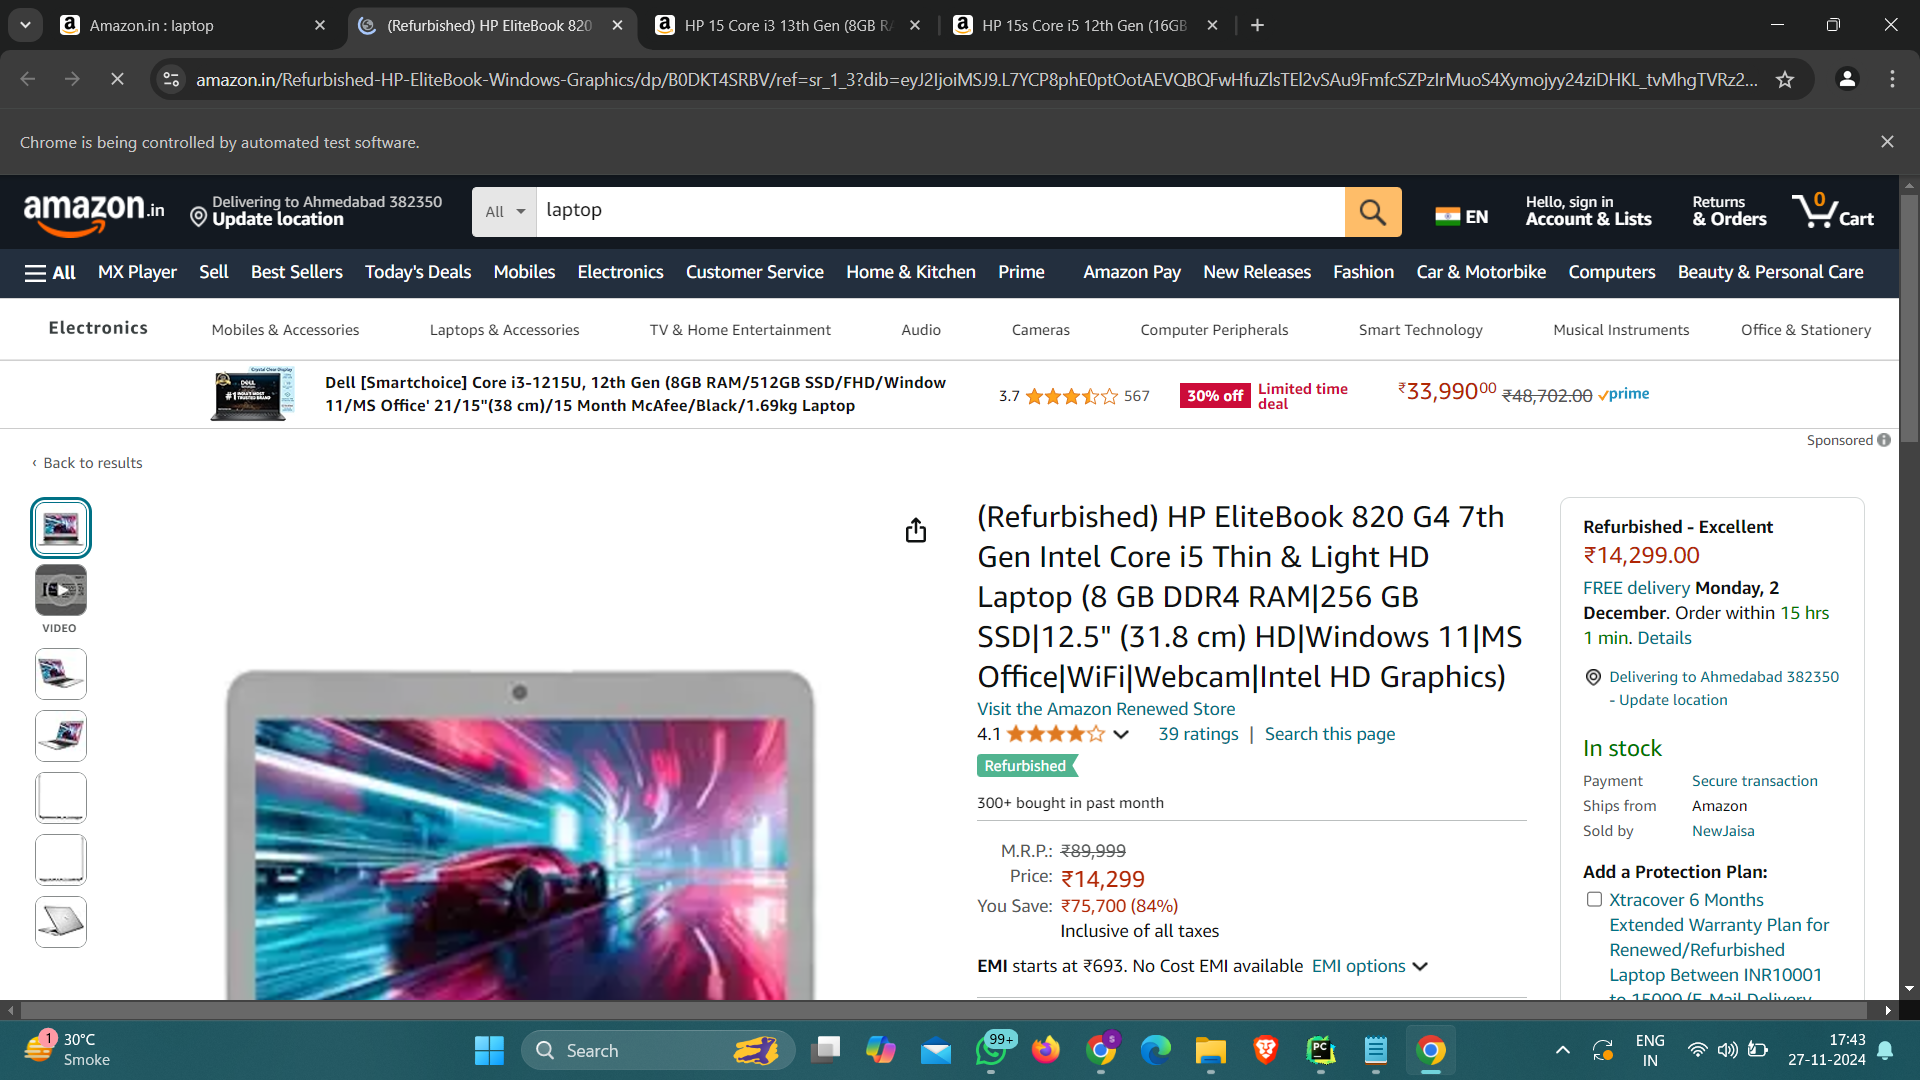 Amazon.in : laptop
(Refurbished) HP EliteBook 820
HP 15 Core i3 13th Gen (8GB RA
HP 15s Core i5 12th Gen (16GB
amazon.in/Refurbished-HP-EliteBook-Windows-Graphics/dp/B0DKT4SRBV/ref=sr_1_3?dib=eyJ2IjoiMSJ9.L7YCP8phE0ptOotAEVQBQFwHfuZlsTEl2vSAu9FmfcSZPzIrMuoS4Xymojyy24ziDHKL_tvMhgTVRz2...
Chrome is being controlled by automated test software.
amazon.in
Delivering to Ahmedabad 382350
Update location
All
laptop
EN
Hello, sign in
Account & Lists
Returns
& Orders
0
Cart
All MX Player Sell Best Sellers Today's Deals Mobiles Electronics Customer Service Home & Kitchen Prime Amazon Pay New Releases Fashion Car & Motorbike Computers Beauty & Personal Care
Electronics Mobiles & Accessories Laptops & Accessories TV & Home Entertainment Audio Cameras Computer Peripherals Smart Technology Musical Instruments Office & Stationery
Dell [Smartchoice] Core i3-1215U, 12th Gen (8GB RAM/512GB SSD/FHD/Window
11/MS Office' 21/15"(38 cm)/15 Month McAfee/Black/1.69kg Laptop
3.7 567
30% off
Limited time
deal
₹33,99000 ₹48,702.00 prime
Sponsored
‹ Back to results
VIDEO
(Refurbished) HP EliteBook 820 G4 7th
Gen Intel Core i5 Thin & Light HD
Laptop (8 GB DDR4 RAM|256 GB
SSD|12.5" (31.8 cm) HD|Windows 11|MS
Office|WiFi|Webcam|Intel HD Graphics)
Visit the Amazon Renewed Store
4.1 39 ratings | Search this page
Refurbished
300+ bought in past month
M.R.P.: ₹89,999
Price: ₹14,299
You Save: ₹75,700 (84%)
Inclusive of all taxes
EMI starts at ₹693. No Cost EMI available EMI options
Refurbished - Excellent
₹14,299.00
FREE delivery Monday, 2
December. Order within 15 hrs
1 min. Details
Delivering to Ahmedabad 382350
- Update location
In stock
Payment Secure transaction
Ships from Amazon
Sold by NewJaisa
Add a Protection Plan:
Xtracover 6 Months
Extended Warranty Plan for
Renewed/Refurbished
Laptop Between INR10001
to 15000 (E-Mail Delivery
1
30°C
Smoke
Search
99+
S
PC
ENG
IN
17:43
27-11-2024